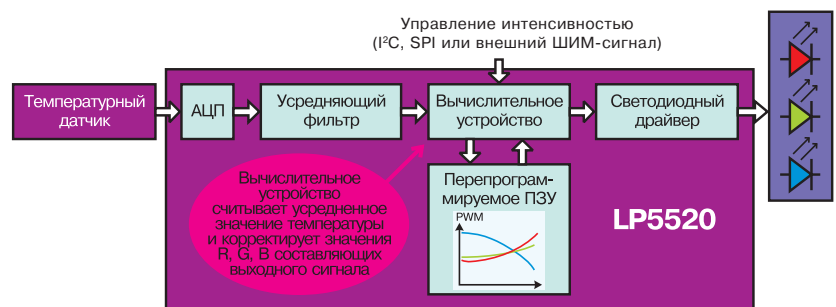 Управление интенсивностью
(I²C, SPI или внешний ШИМ-сигнал)
Температурный
датчик
АЦП
Усредняющий
фильтр
Вычислительное
устройство
Светодиодный
драйвер
Вычислительное
устройство
считывает усредненное
значение температуры
и корректирует значения
R, G, B составляющих
выходного сигнала
Перепрограм-
мируемое ПЗУ
PWM
LP5520